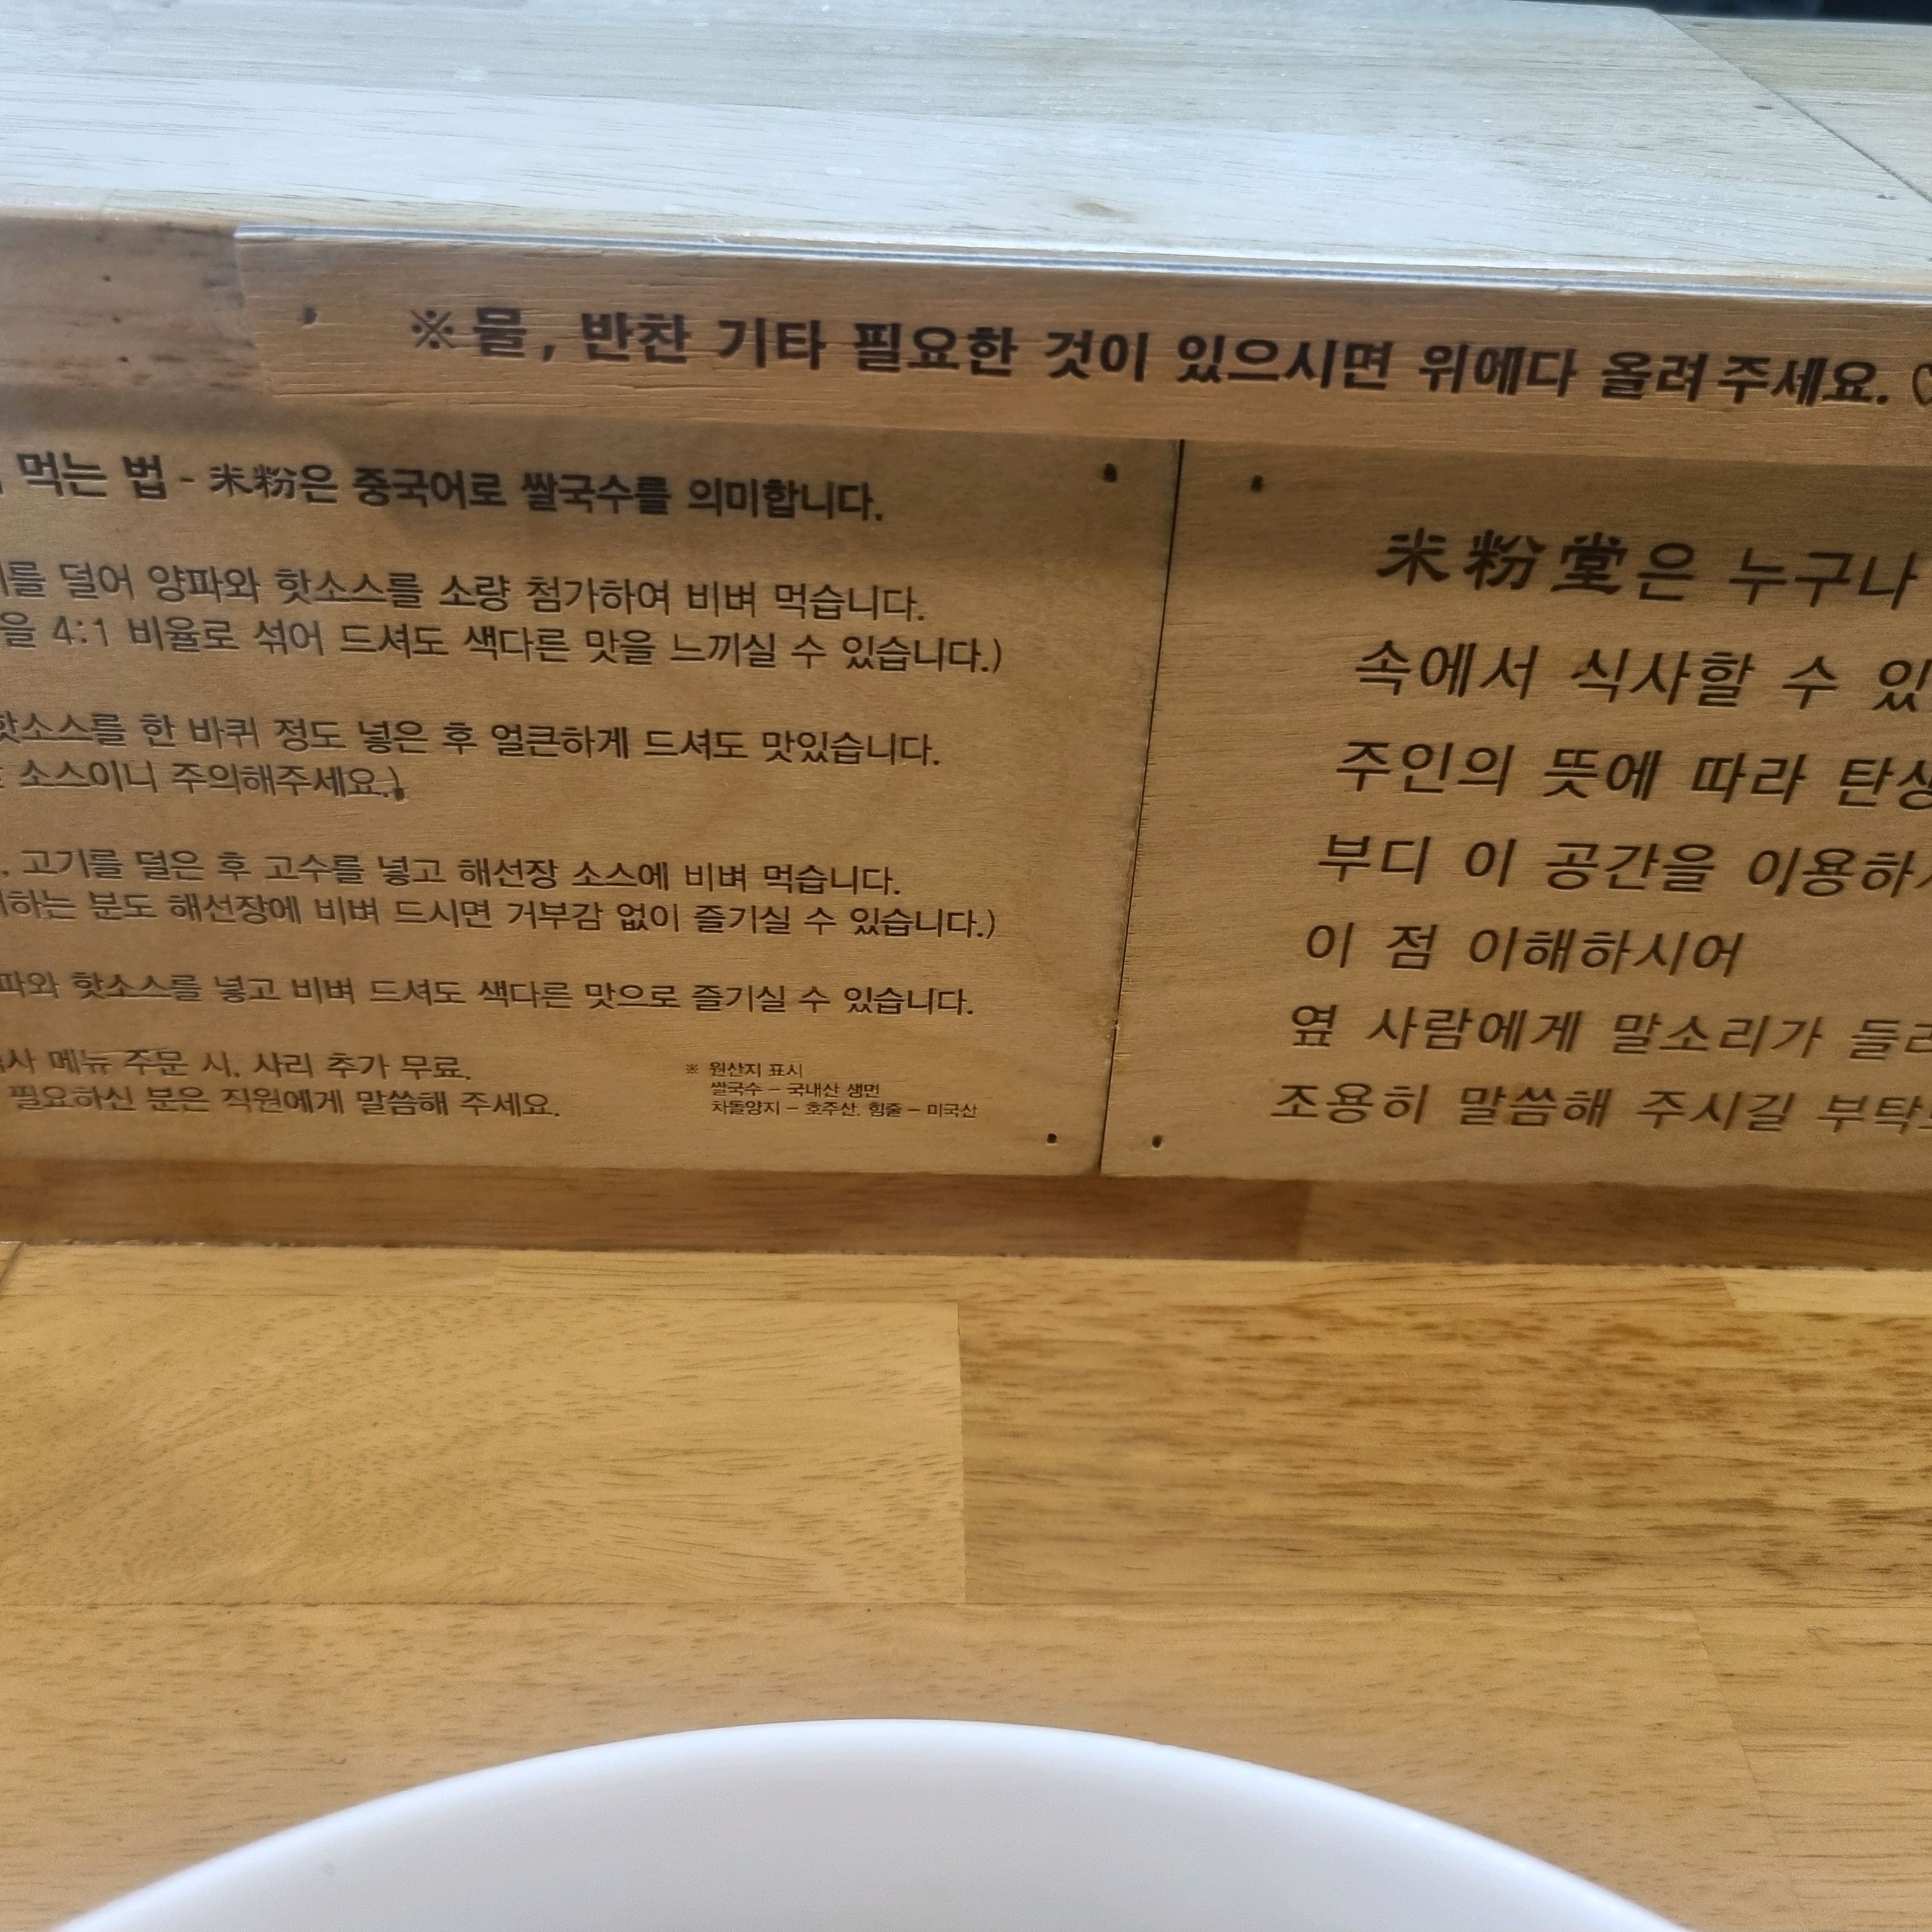 ※물, 반찬 기타 필요한 것이 있으시면 위에다 올려주세요.
먹는 법 - 米粉은 중국어로 쌀국수를 의미합니다.
를 덜어 양파와 핫소스를 소량 첨가하여 비벼 먹습니다.
을 4:1 비율로 섞어 드셔도 색다른 맛을 느끼실 수 있습니다.)
핫소스를 한 바퀴 정도 넣은 후 얼큰하게 드셔도 맛있습니다.
소스이니 주의해주세요.)
, 고기를 덜은 후 고수를 넣고 해선장 소스에 비벼 먹습니다.
하는 분도 해선장에 비벼 드시면 거부감 없이 즐기실 수 있습니다.)
파와 핫소스를 넣고 비벼 드셔도 색다른 맛으로 즐기실 수 있습니다.
사 메뉴 주문 시, 사리 추가 무료.
필요하신 분은 직원에게 말씀해 주세요.
※ 원산지 표시
쌀국수 - 국내산 생면
차돌양지 - 호주산, 힘줄 - 미국산
米粉堂은 누구나
속에서 식사할 수 있
주인의 뜻에 따라 탄생
부디 이 공간을 이용하시
이 점 이해하시어
옆 사람에게 말소리가 들리
조용히 말씀해 주시길 부탁